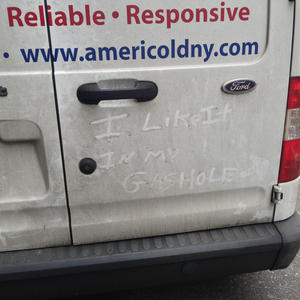 Reliable • Responsive
www.americoldny.com
Ford
I LIKE It
IN MY
GASHOLE